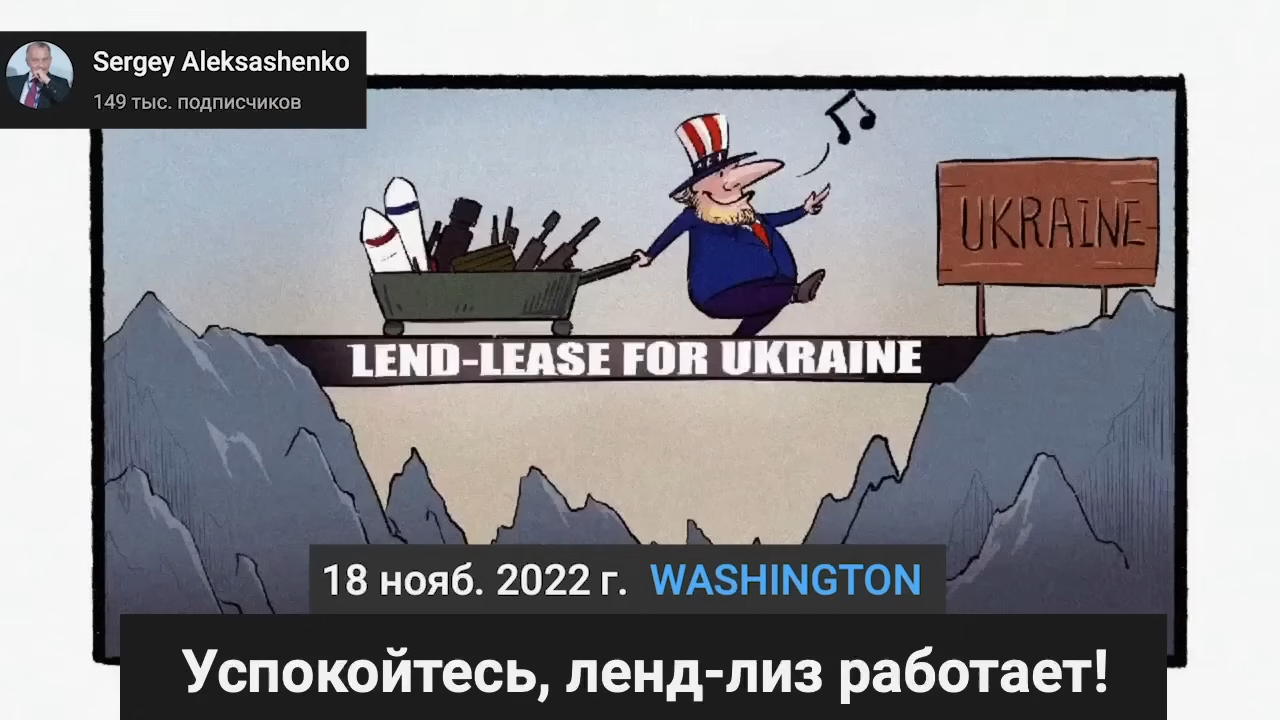 Sergey Aleksashenko
149 тыс. подписчиков
UKRAINE
LEND-LEASE FOR UKRAINE
18 нояб. 2022 г. WASHINGTON
Успокойтесь, ленд-лиз работает!